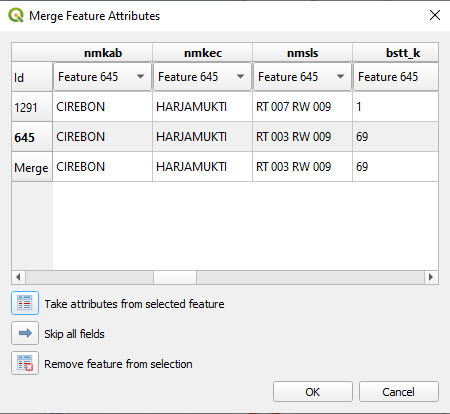 Merge Feature Attributes
nmkab nmkec nmsls bstt_k
Id Feature 645 Feature 645 Feature 645 Feature 645
1291 CIREBON HARJAMUKTI RT 007 RW 009 1
645 CIREBON HARJAMUKTI RT 003 RW 009 69
Merge CIREBON HARJAMUKTI RT 003 RW 009 69
Take attributes from selected feature
Skip all fields
Remove feature from selection
OK Cancel